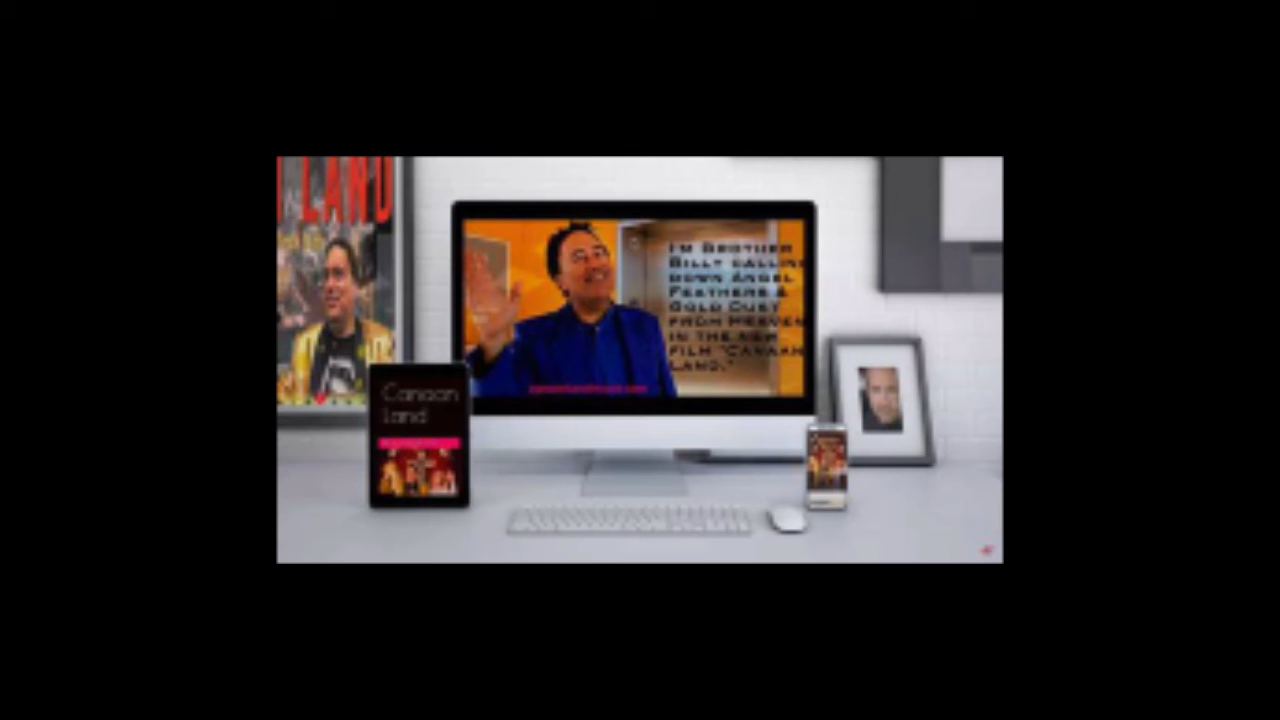 LAND
I'M BROTHER
BILLY CALLING
DOWN ANGEL
FEATHERS &
GOLD DUST
FROM HEAVEN
IN THE NEW
FILM "CANAAN
LAND."
Canaan
Land